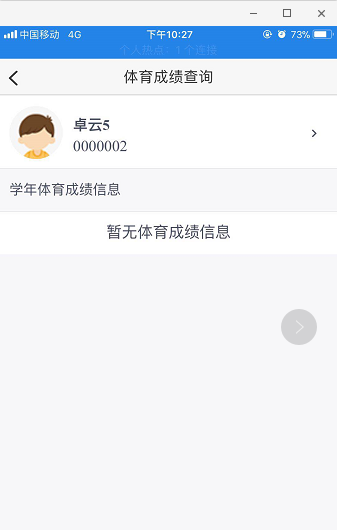 中国移动 4G 下午10:27 73%
个人热点：1个连接
体育成绩查询
卓云5
0000002
学年体育成绩信息
暂无体育成绩信息